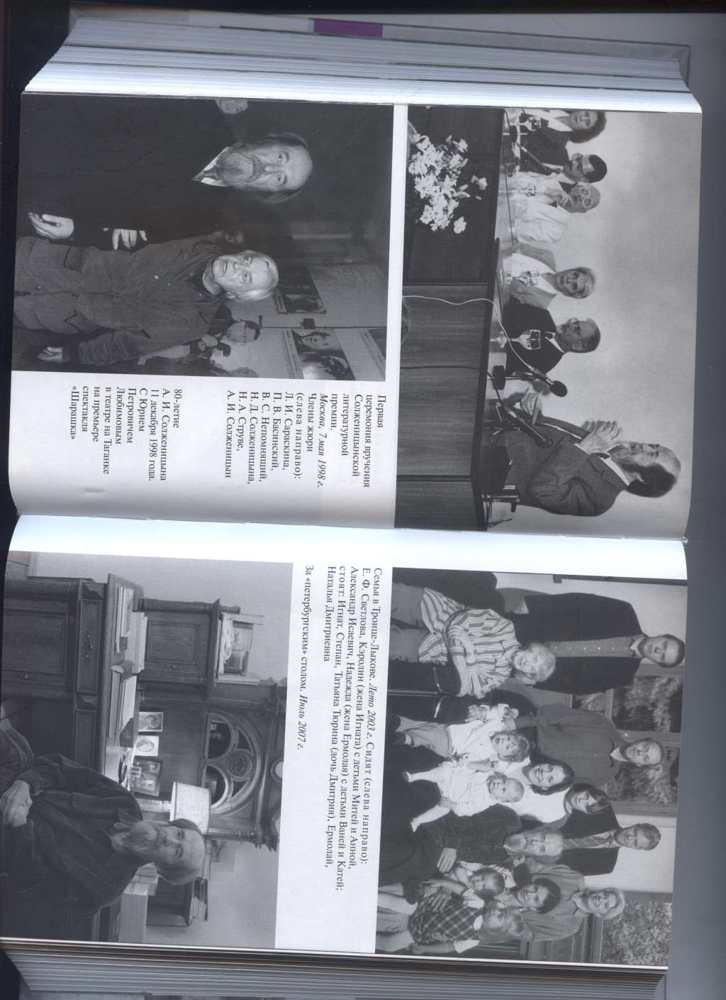 Первая
церемония вручения
Солженицынской
литературной
премии.
Москва, 7 мая 1998 г.
Члены жюри
(слева направо):
Л. И. Сараскина,
П. В. Басинский,
В. С. Непомнящий,
Н. Д. Солженицына,
Н. А. Струве,
А. И. Солженицын
80-летие
А. И. Солженицына
11 декабря 1998 года.
С Юрием
Петровичем
Любимовым
в театре на Таганке
на премьере
спектакля
«Шарашка»
Семья в Троице-Лыкове. Лето 2003 г. Сидят (слева направо):
Е. Ф. Светлова, Кэролин (жена Игната) с детьми Митей и Анной,
Александр Исаевич, Надежда (жена Ермолая) с детьми Ваней и Катей;
стоят: Игнат, Степан, Татьяна Тюрина (дочь Дмитрия), Ермолай,
Наталья Дмитриевна
За «петербургским» столом. Июль 2007 г.